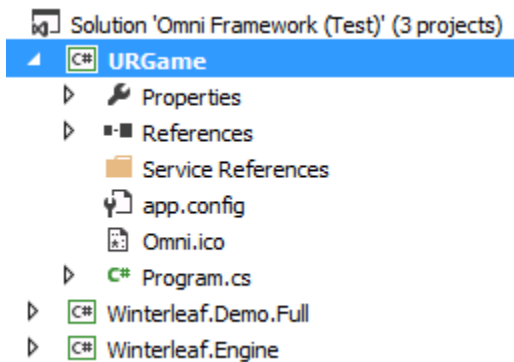 Solution 'Omni Framework (Test)' (3 projects)
C# URGame
Properties
References
Service References
app.config
Omni.ico
C# Program.cs
C# Winterleaf.Demo.Full
C# Winterleaf.Engine